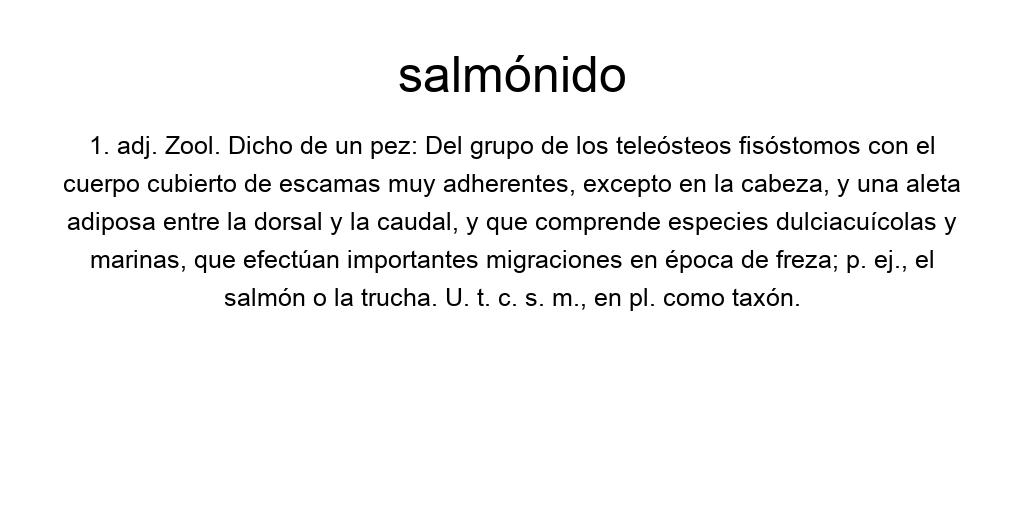 salmónido
1. adj. Zool. Dicho de un pez: Del grupo de los teleósteos fisóstomos con el
cuerpo cubierto de escamas muy adherentes, excepto en la cabeza, y una aleta
adiposa entre la dorsal y la caudal, y que comprende especies dulciacuícolas y
marinas, que efectúan importantes migraciones en época de freza; p. ej., el
salmón o la trucha. U. t. c. s. m., en pl. como taxón.